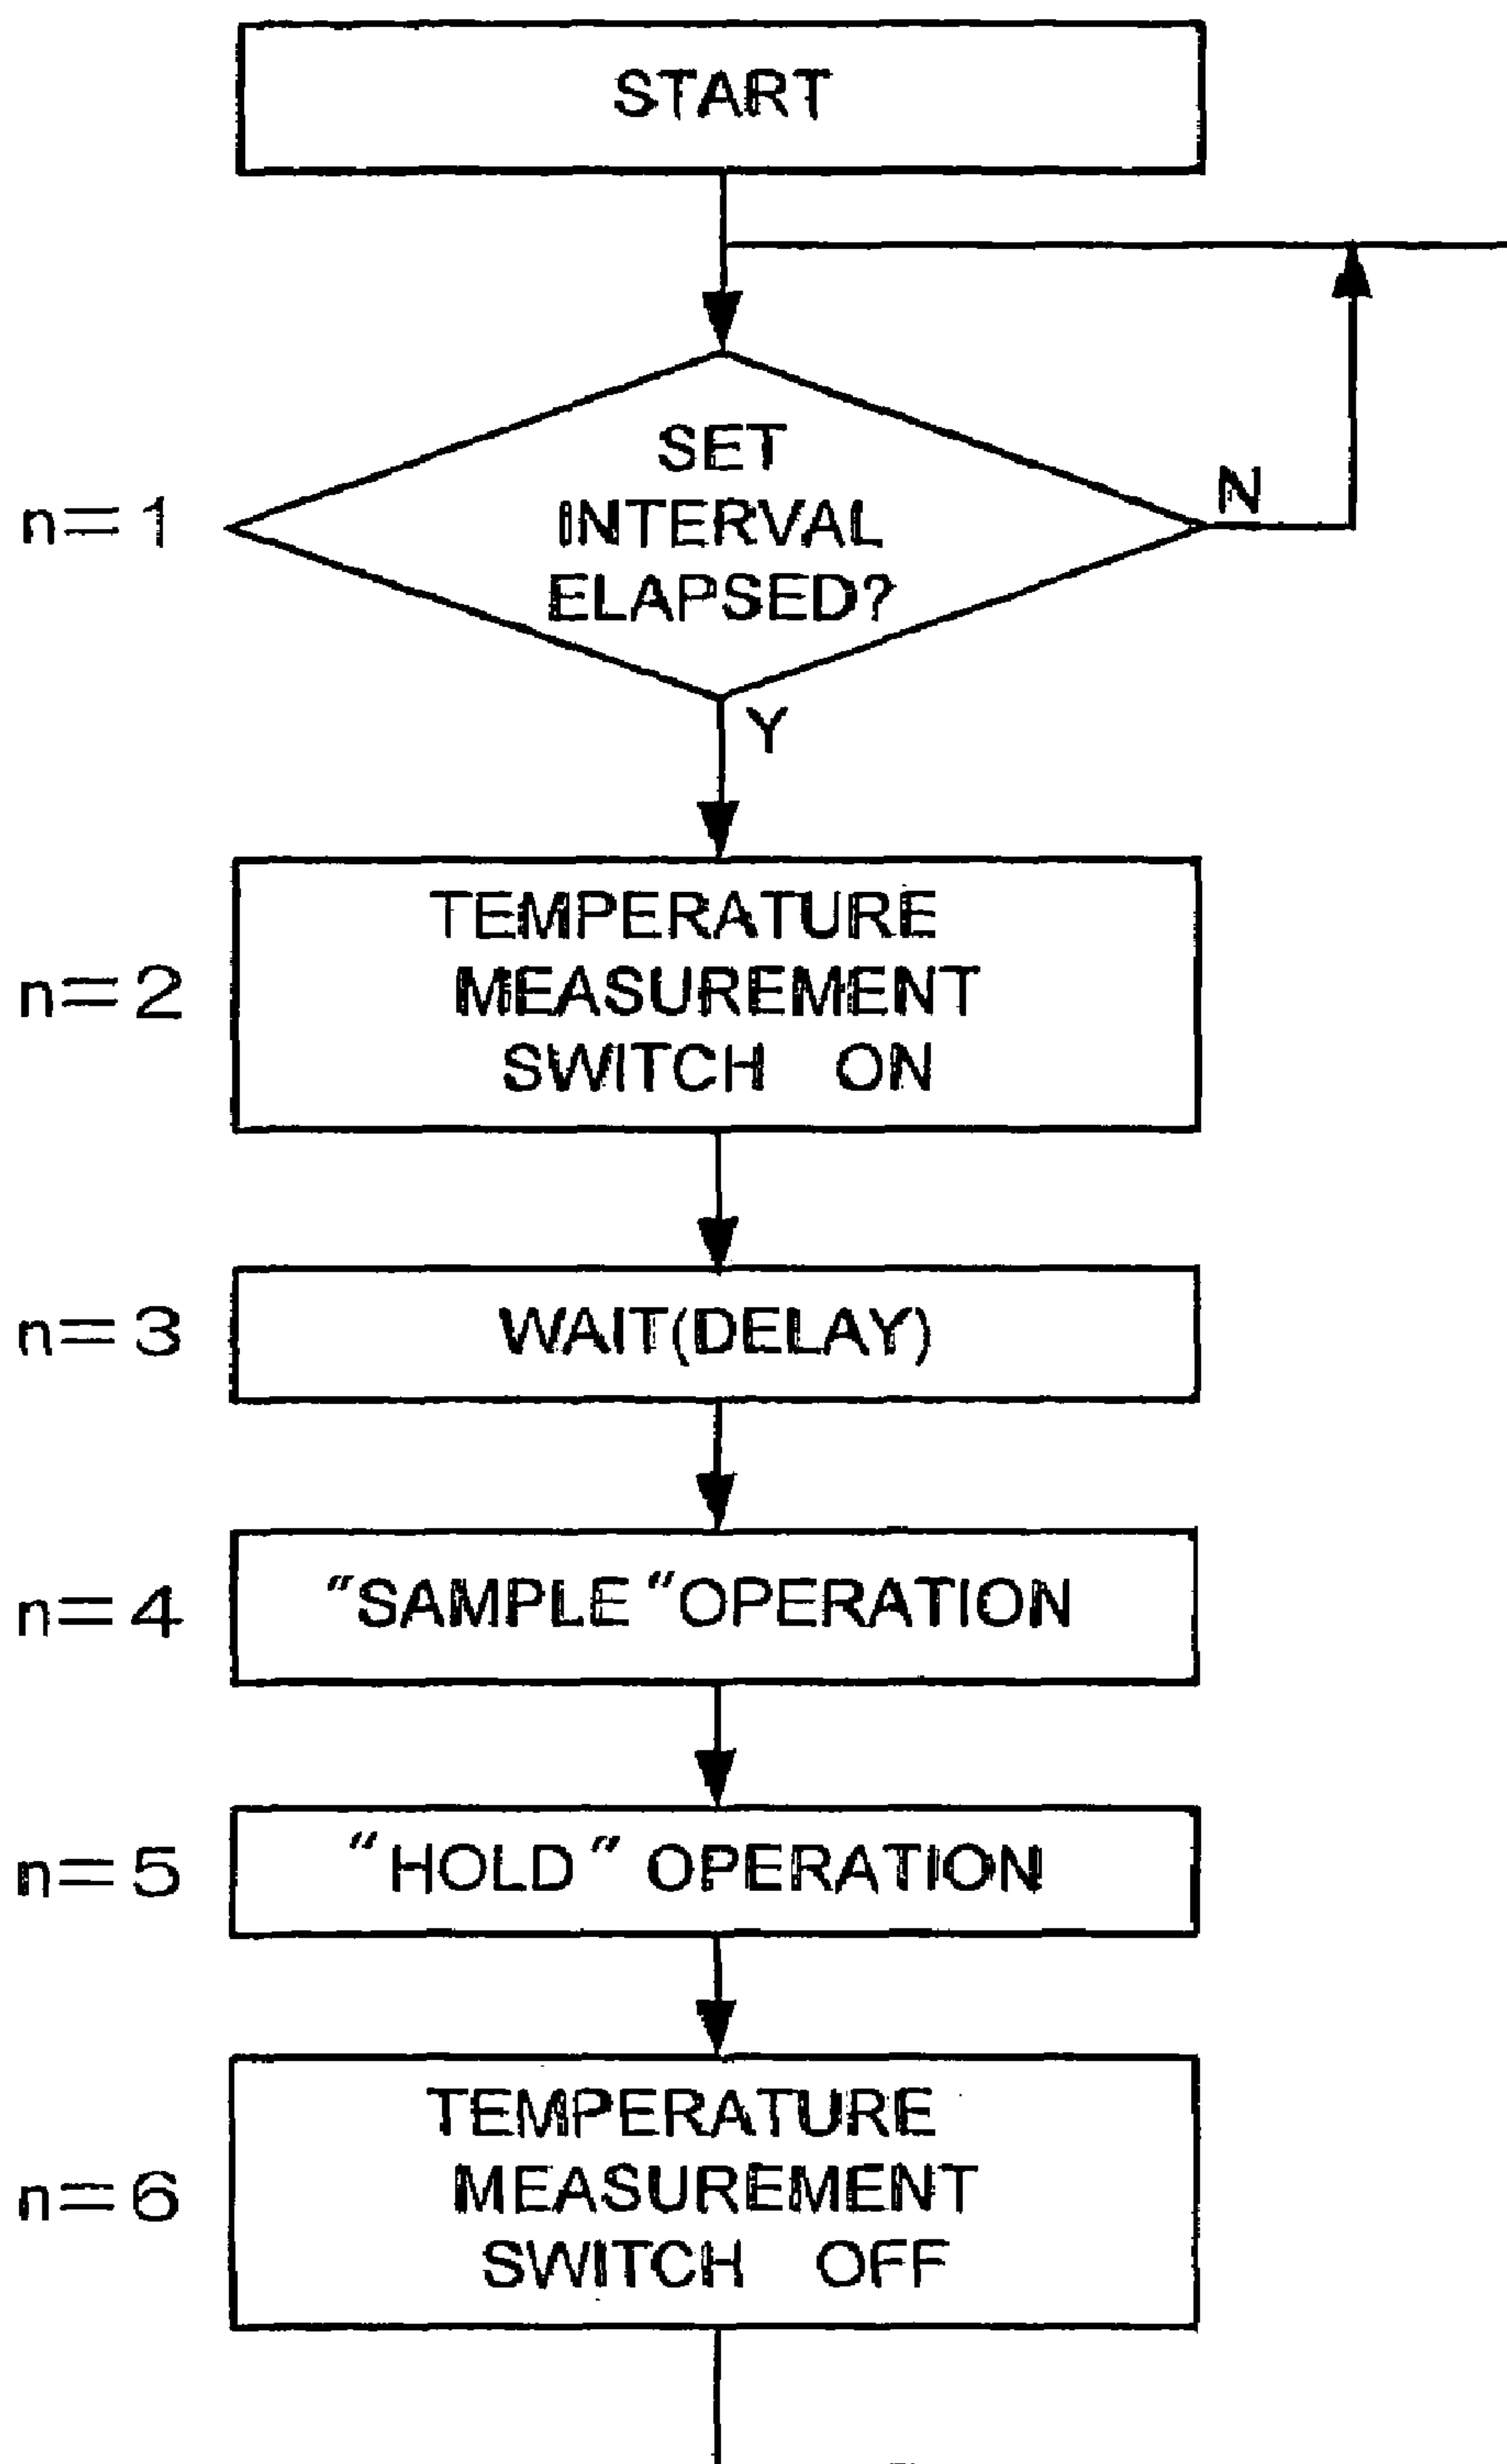 START
SET
INTERVAL
ELAPSED?
N
n=1
Y
TEMPERATURE
MEASUREMENT
SWITCH ON
n=2
WAIT(DELAY)
n=3
"SAMPLE"OPERATION
n=4
"HOLD" OPERATION
n=5
TEMPERATURE
MEASUREMENT
SWITCH OFF
n=6